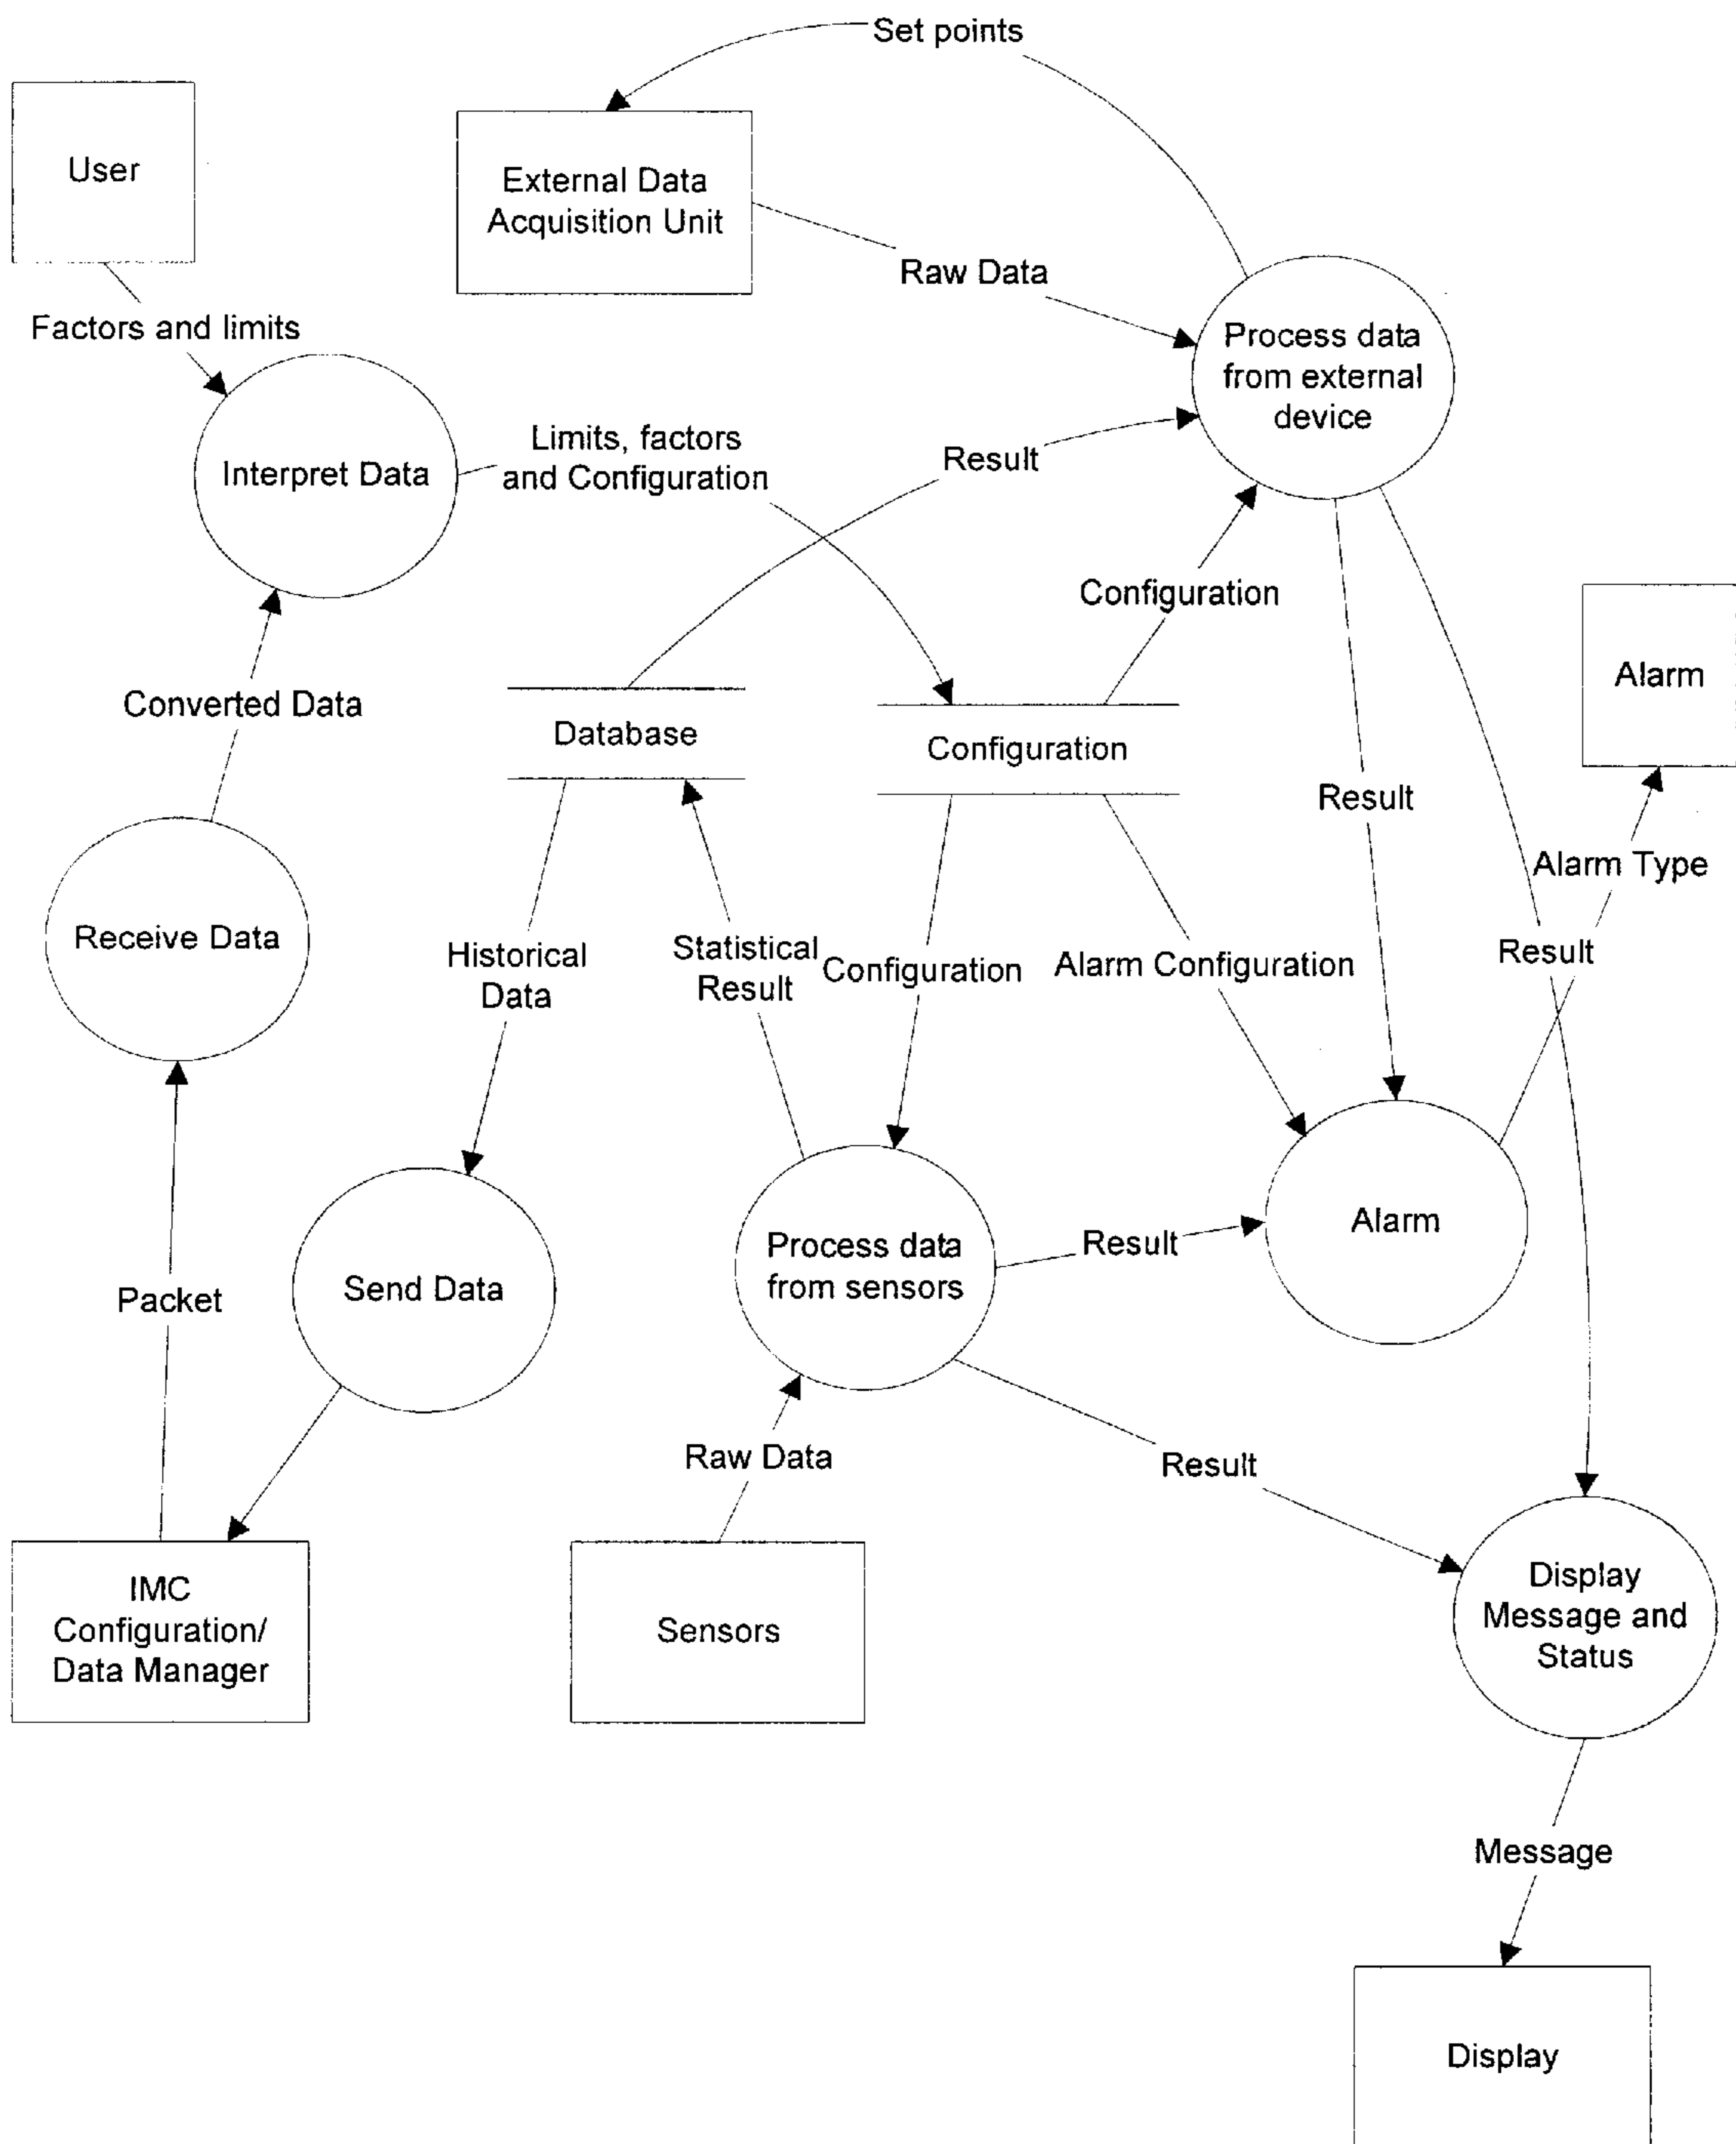 Set points
User
External Data
Acquisition Unit
Raw Data
Factors and limits
Process data
from external
device
Limits, factors
and Configuration
Result
Interpret Data
Configuration
Converted Data
Database
Configuration
Alarm
Result
Alarm Type
Receive Data
Historical
Data
Statistical
Result
Configuration
Alarm Configuration
Result
Packet
Send Data
Process data
from sensors
Result
Alarm
Raw Data
Result
IMC
Configuration/
Data Manager
Sensors
Display
Message and
Status
Message
Display